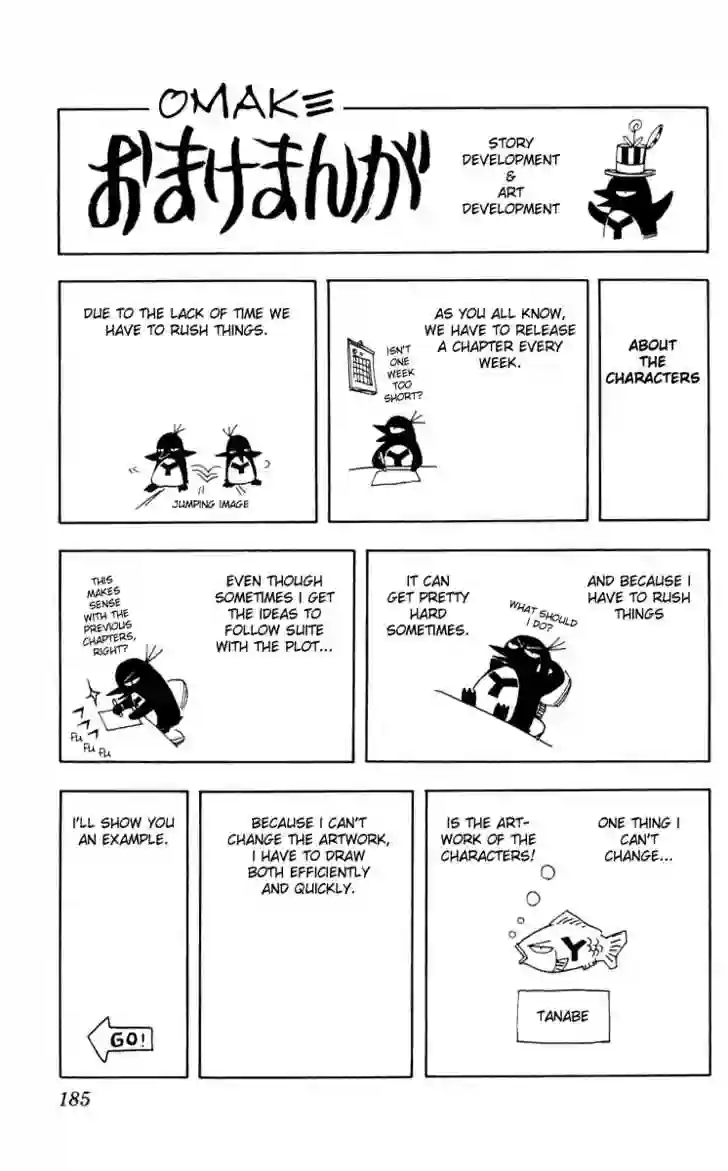 OMAKE
おまけまんが
STORY
DEVELOPMENT
&
ART
DEVELOPMENT
Y
ABOUT
THE
CHARACTERS
AS YOU ALL KNOW,
WE HAVE TO RELEASE
A CHAPTER EVERY
WEEK.
ISN'T
ONE
WEEK
TOO
SHORT?
Y
DUE TO THE LACK OF TIME WE
HAVE TO RUSH THINGS.
Y
Y
JUMPING IMAGE
AND BECAUSE I
HAVE TO RUSH
THINGS
IT CAN
GET PRETTY
HARD
SOMETIMES.
WHAT SHOULD
I DO?
Y
EVEN THOUGH
SOMETIMES I GET
THE IDEAS TO
FOLLOW SUITE
WITH THE PLOT...
THIS
MAKES
SENSE
WITH THE
PREVIOUS
CHAPTERS,
RIGHT?
FU
FU
FU
ONE THING I
CAN'T
CHANGE...
IS THE ART-
WORK OF THE
CHARACTERS!
Y
TANABE
BECAUSE I CAN'T
CHANGE THE ARTWORK,
I HAVE TO DRAW
BOTH EFFICIENTLY
AND QUICKLY.
I'LL SHOW YOU
AN EXAMPLE.
GO!
185